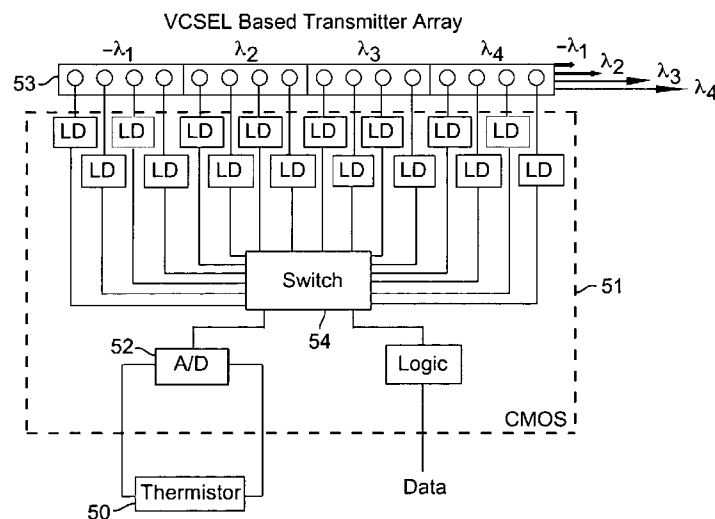 VCSEL Based Transmitter Array
-λ1 λ2 λ3 λ4
-λ1
λ2
λ3
λ4
53
LD LD LD LD LD LD LD LD
LD LD LD LD LD LD LD LD
Switch
51
54
52
A/D
Logic
CMOS
Thermistor
50
Data